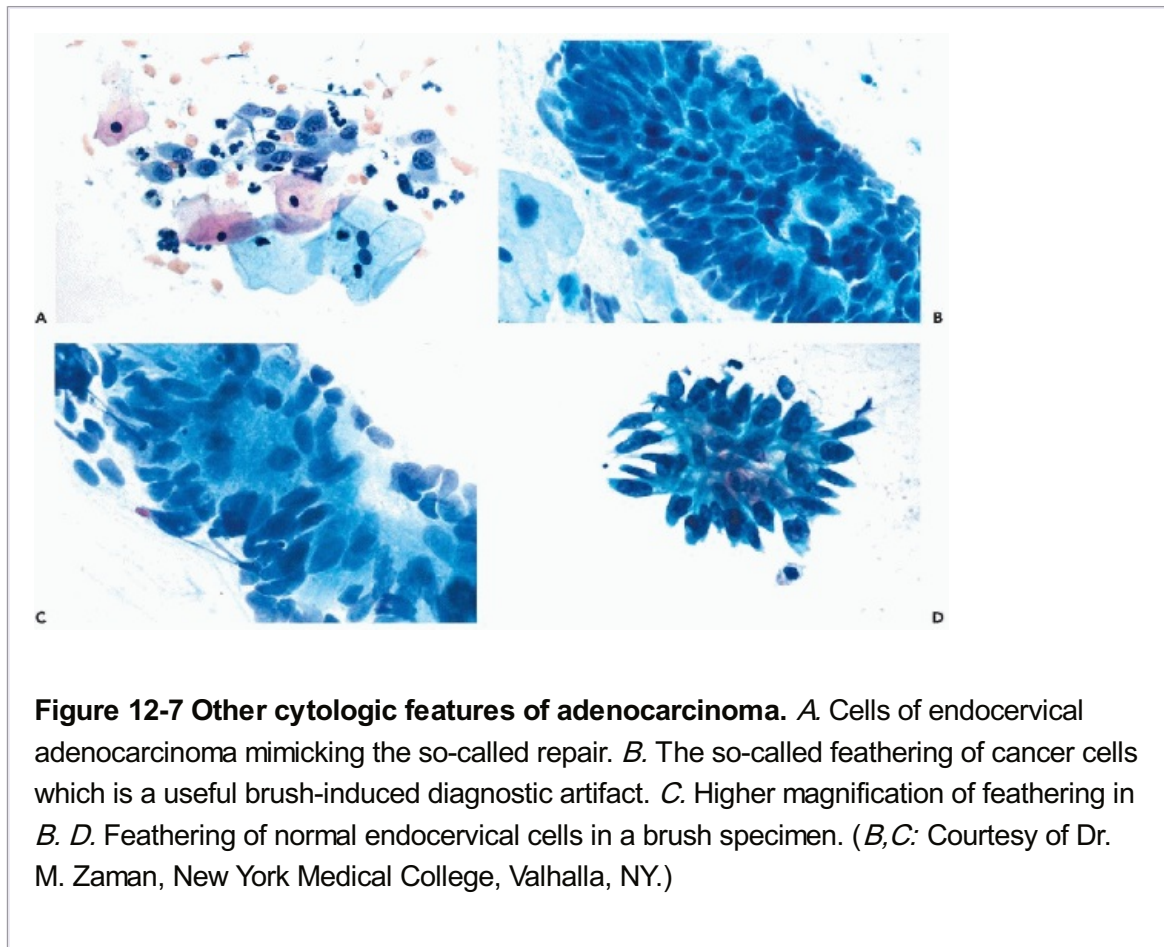 A
B
C
D
Figure 12-7 Other cytologic features of adenocarcinoma. A. Cells of endocervical
adenocarcinoma mimicking the so-called repair. B. The so-called feathering of cancer cells
which is a useful brush-induced diagnostic artifact. C. Higher magnification of feathering in
B. D. Feathering of normal endocervical cells in a brush specimen. (B,C: Courtesy of Dr.
M. Zaman, New York Medical College, Valhalla, NY.)